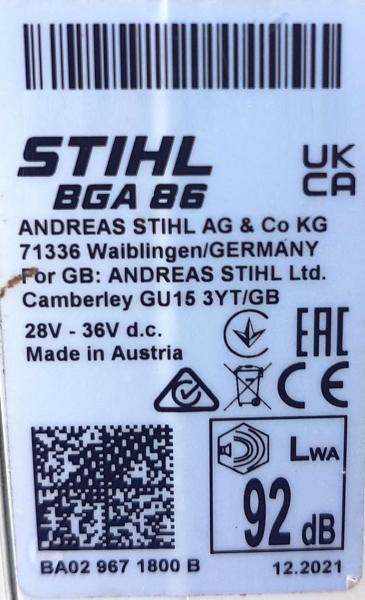 STIHL
BGA 86
UK
CA
ANDREAS STIHL AG & Co KG
71336 Waiblingen/GERMANY
For GB: ANDREAS STIHL Ltd.
Camberley GU15 3YT/GB
28V - 36V d.c.
Made in Austria
EAC
CE
LWA
92 dB
BA02 967 1800 B
12.2021